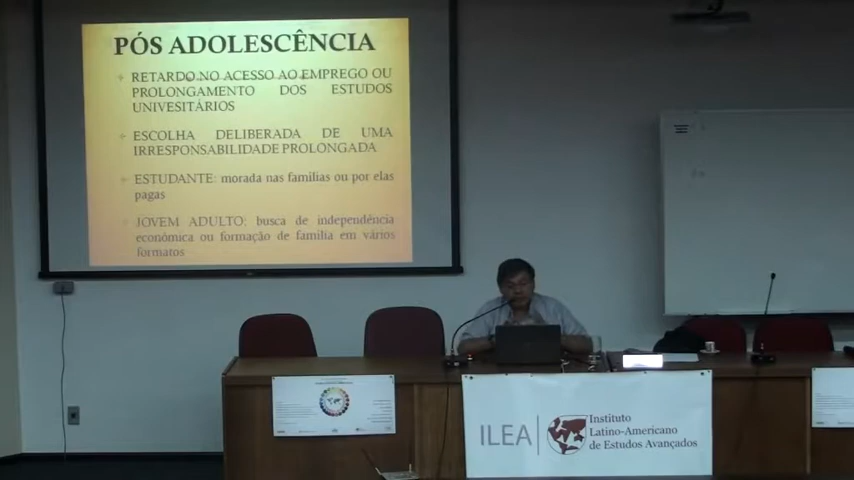 PÓS ADOLESCÊNCIA
RETARDO NO ACESSO AO EMPREGO OU
PROLONGAMENTO DOS ESTUDOS
UNIVESITÁRIOS
ESCOLHA DELIBERADA DE UMA
IRRESPONSABILIDADE PROLONGADA
ESTUDANTE: morada nas famílias ou por elas
pagas
JOVEM ADULTO: busca de independência
econômica ou formação de família em vários
formatos
ILEA
Instituto
Latino-Americano
de Estudos Avançados